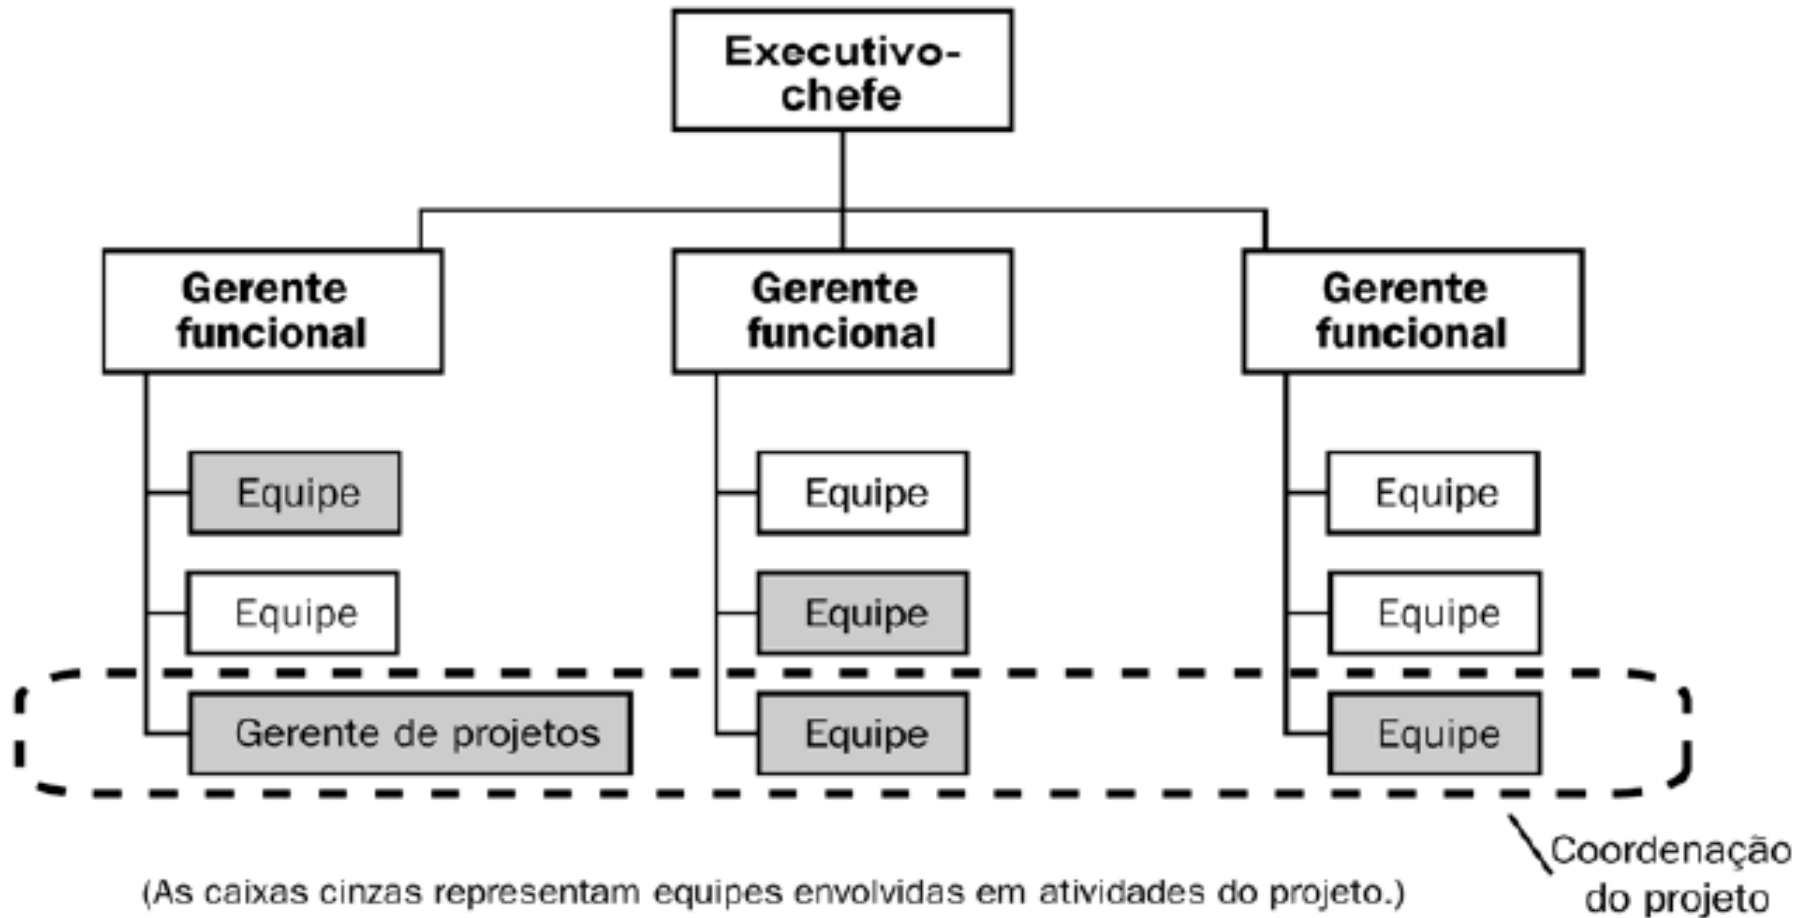 Executivo-
chefe
Gerente
funcional
Gerente
funcional
Gerente
funcional
Equipe
Equipe
Equipe
Equipe
Equipe
Equipe
Gerente de projetos
Equipe
Equipe
Coordenação
do projeto
(As caixas cinzas representam equipes envolvidas em atividades do projeto.)